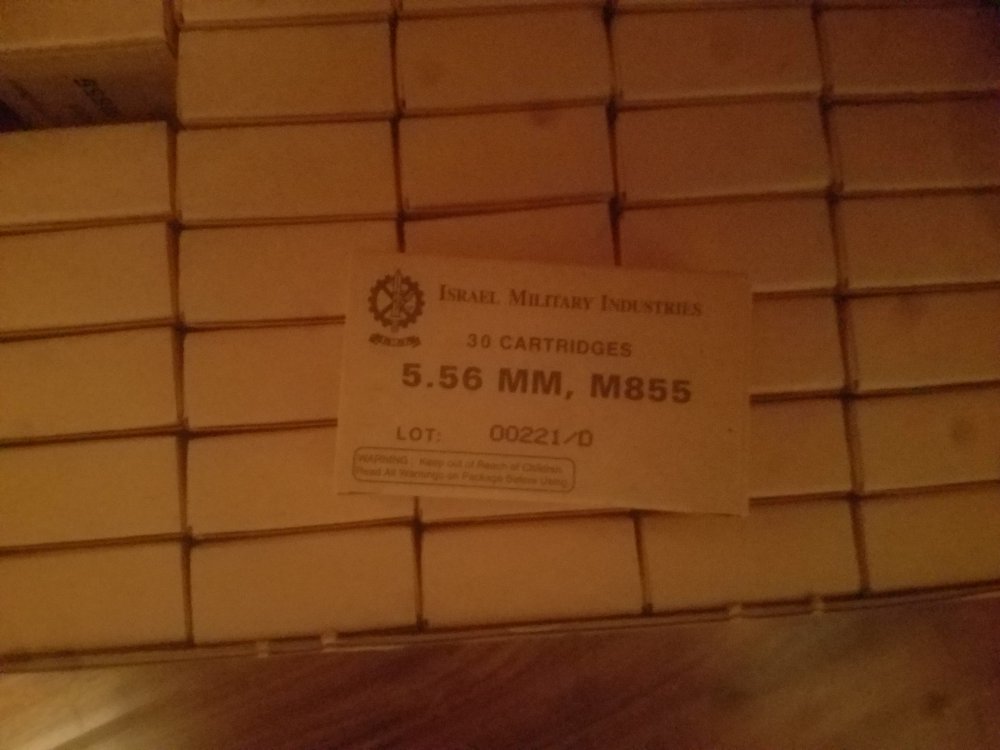 ISRAEL MILITARY INDUSTRIES
30 CARTRIDGES
5.56 MM, M855
LOT: 00221/D
WARNING: Keep out of Reach of Children.
Read All Warnings on Package Before Using.